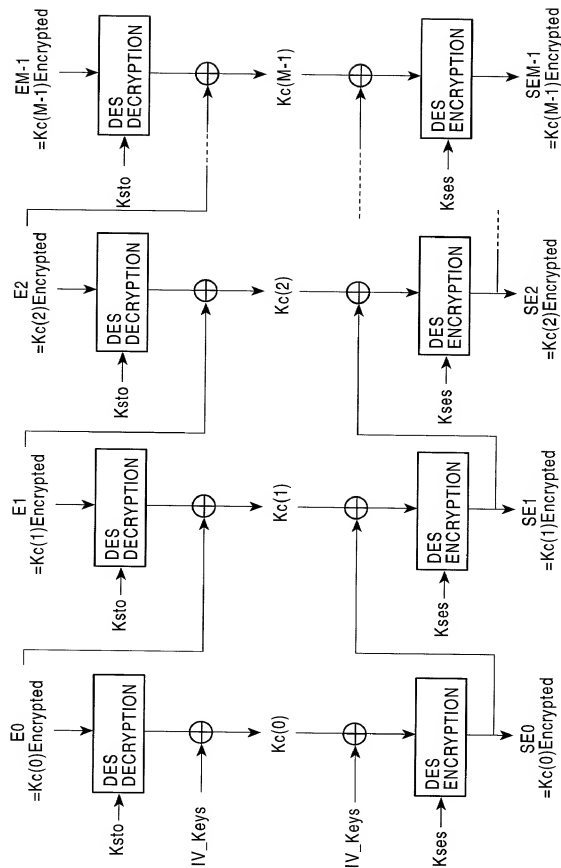 E0
=Kc(0)Encrypted
E1
=Kc(1)Encrypted
E2
=Kc(2)Encrypted
EM-1
=Kc(M-1)Encrypted
Ksto
DES
DECRYPTION
Ksto
DES
DECRYPTION
Ksto
DES
DECRYPTION
Ksto
DES
DECRYPTION
IV_Keys
Kc(0)
Kc(1)
Kc(2)
Kc(M-1)
IV_Keys
Kses
DES
ENCRYPTION
Kses
DES
ENCRYPTION
Kses
DES
ENCRYPTION
Kses
DES
ENCRYPTION
SE0
=Kc(0)Encrypted
SE1
=Kc(1)Encrypted
SE2
=Kc(2)Encrypted
SEM-1
=Kc(M-1)Encrypted